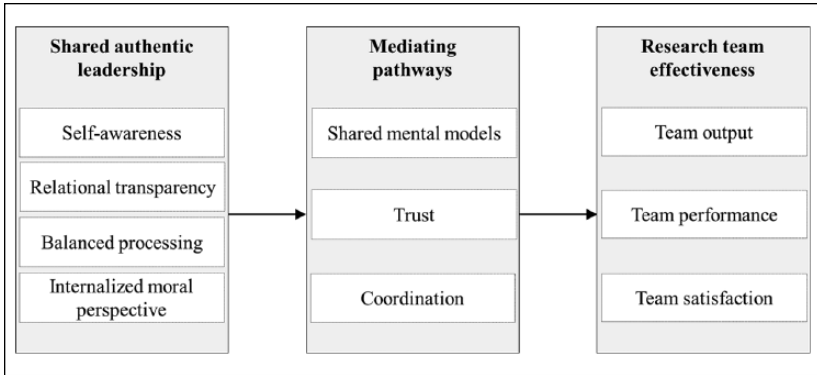 Shared authentic
leadership
Self-awareness
Relational transparency
Balanced processing
Internalized moral
perspective
Mediating
pathways
Shared mental models
Trust
Coordination
Research team
effectiveness
Team output
Team performance
Team satisfaction